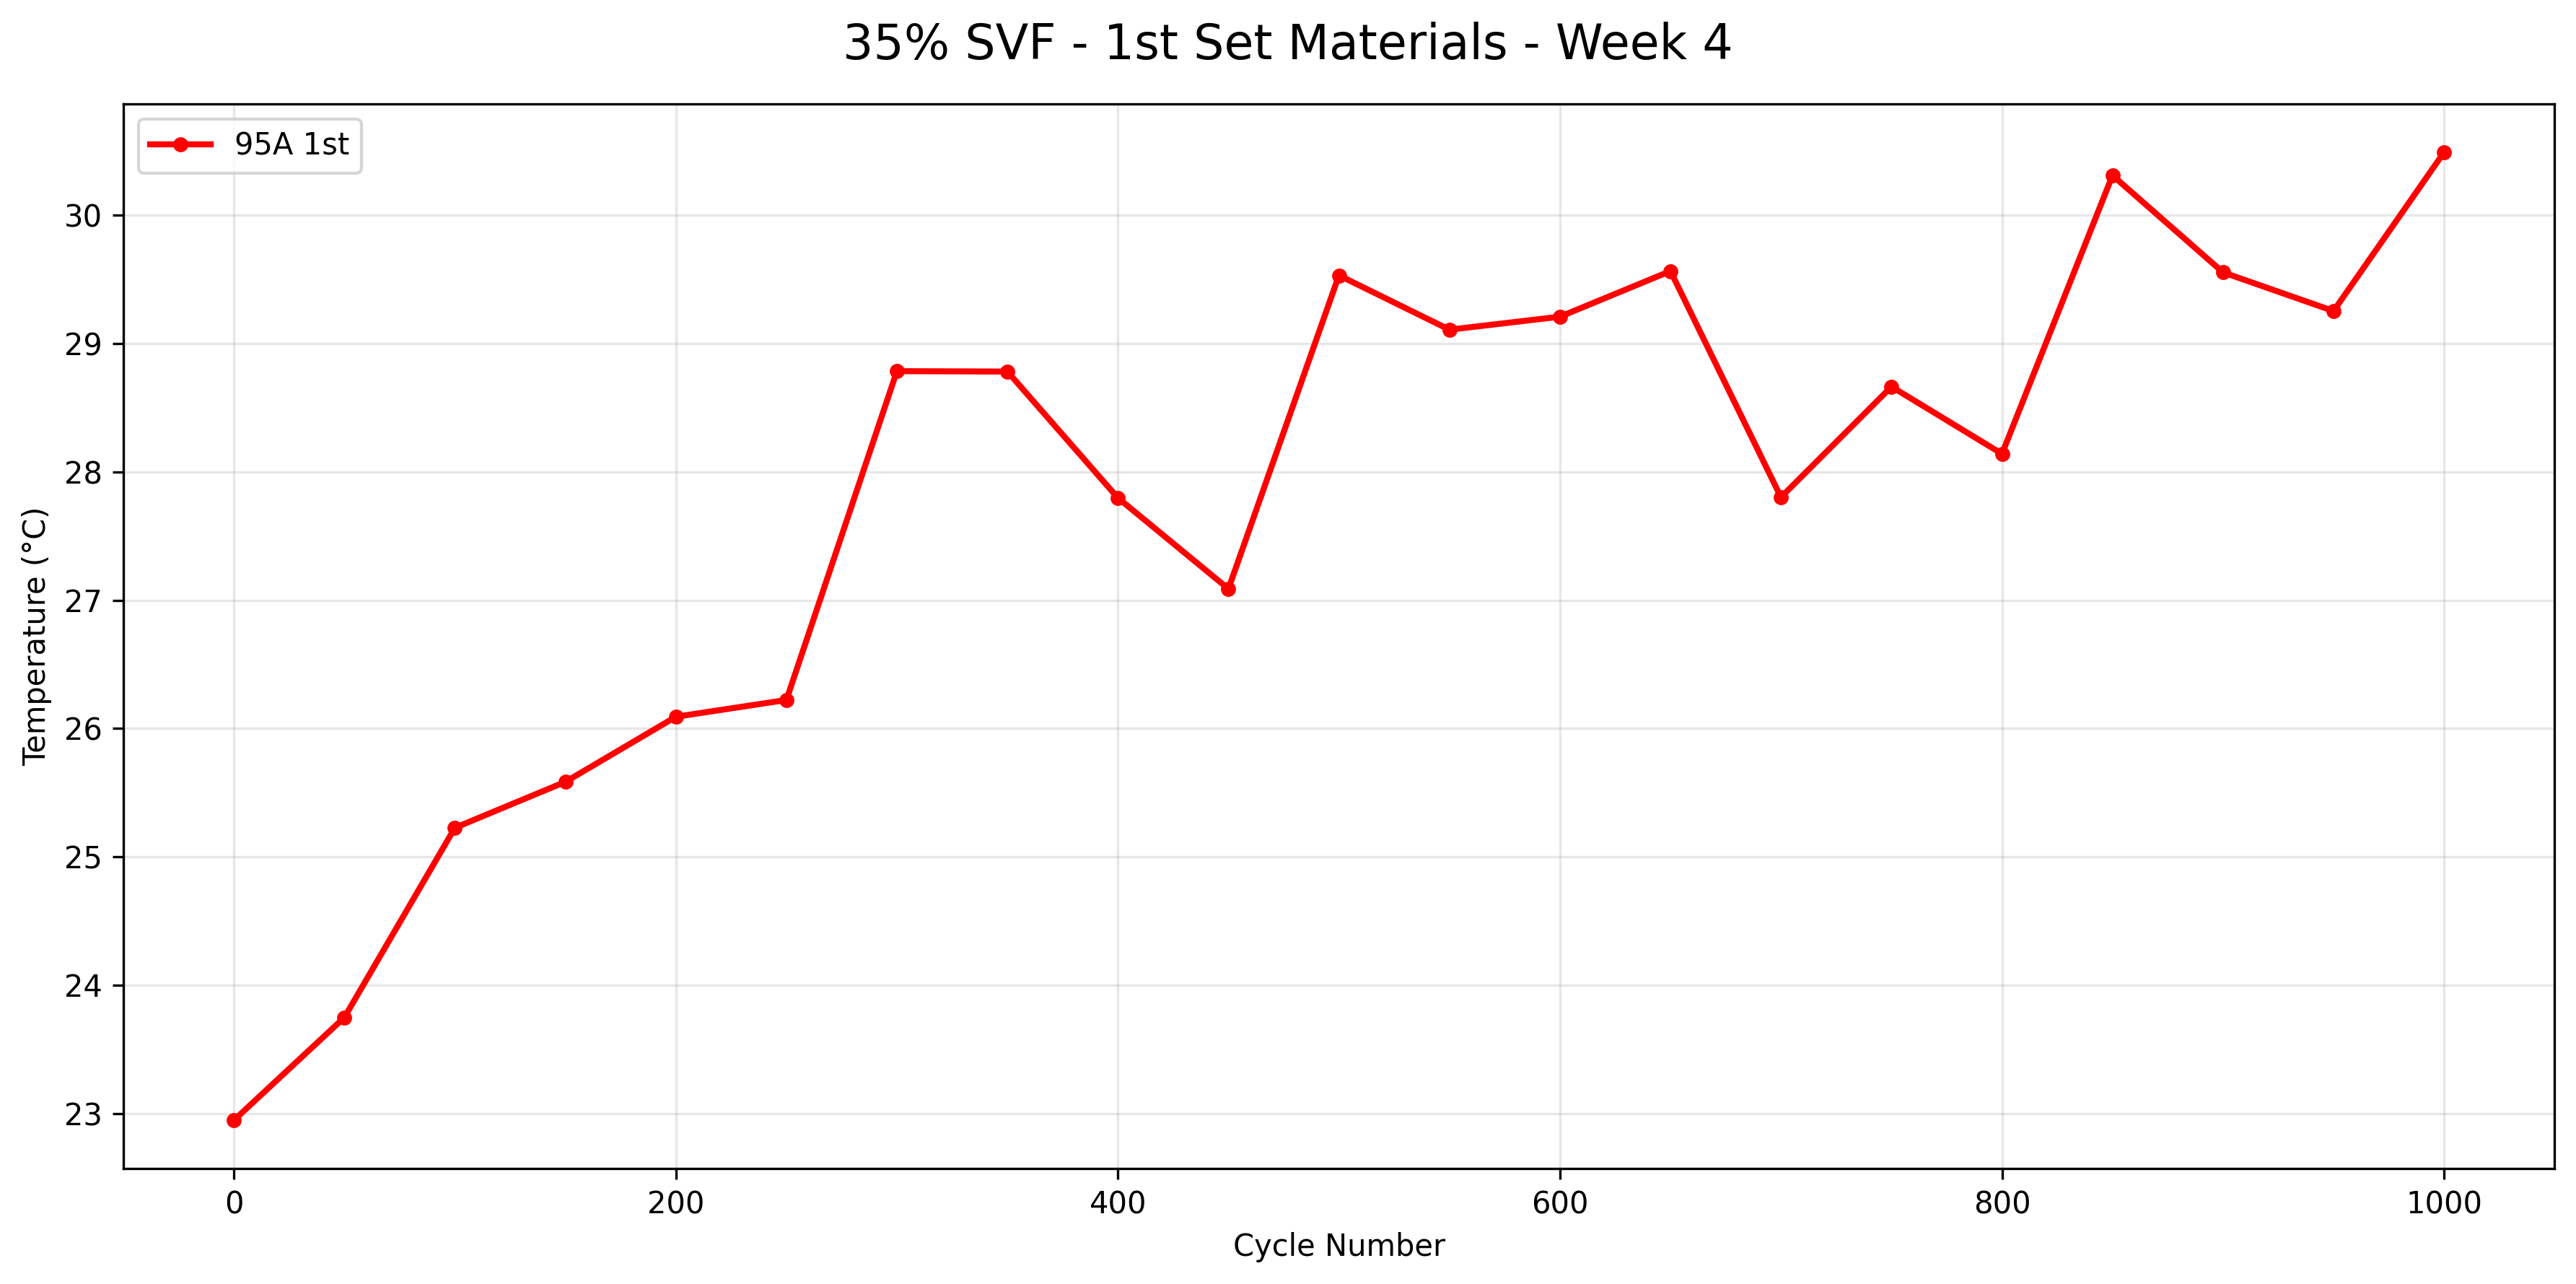 35% SVF - 1st Set Materials - Week 4
95A 1st
30
29
28
27
26
25
24
23
Temperature (°C)
0 200 400 600 800 1000
Cycle Number